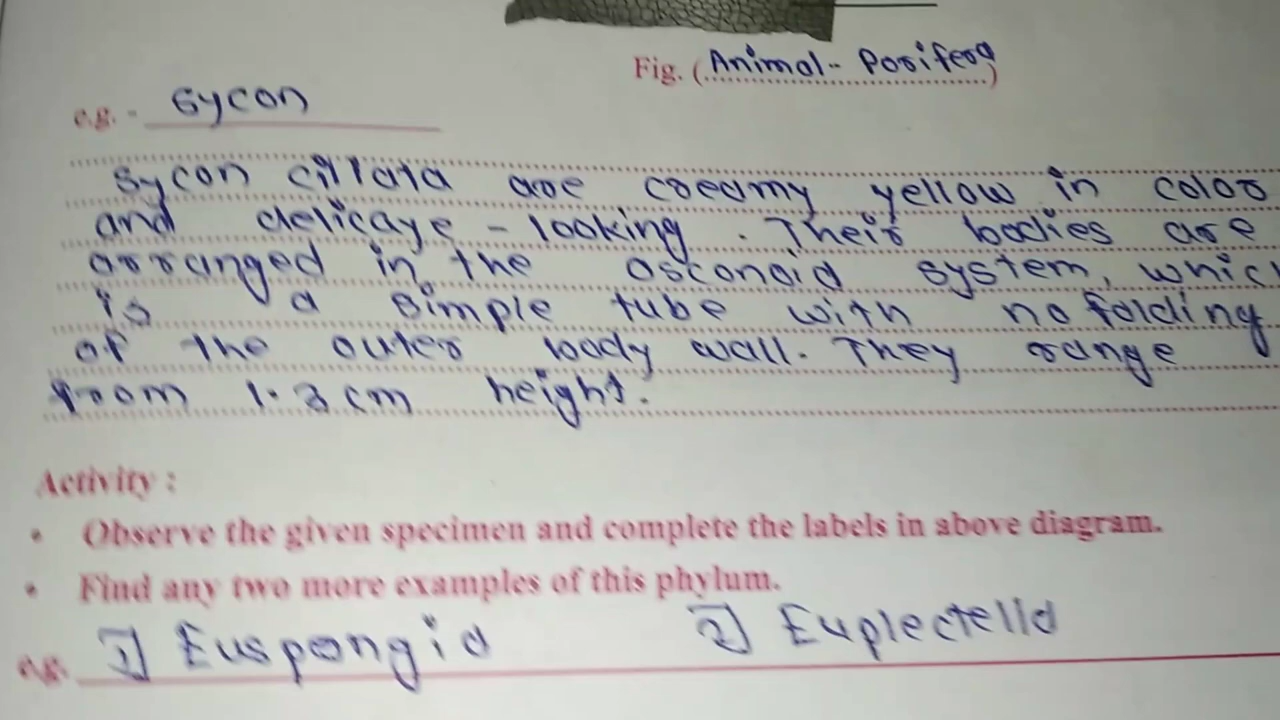 Fig. (Animal- Porifera)
e.g. - Sycon
Sycon cillata are creamy yellow in color
and delicaye - looking . Their bodies are
arranged in the osconoid system, whic
is a simple tube with no folding
of the outer body wall. They range
from 1.3 cm height.
Activity :
• Observe the given specimen and complete the labels in above diagram.
• Find any two more examples of this phylum.
e.g. 1] Euspongia 2] Euplectella